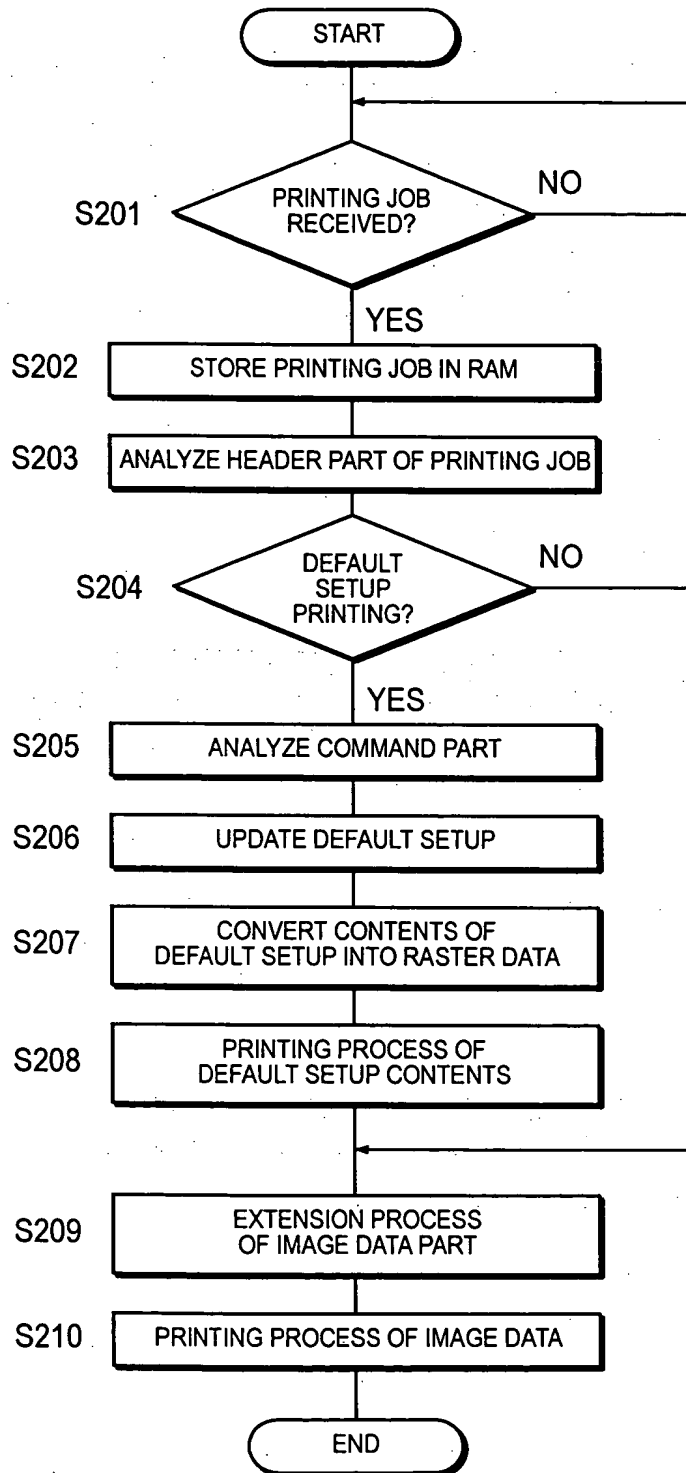 START
S201
PRINTING JOB
RECEIVED?
NO
YES
S202
STORE PRINTING JOB IN RAM
S203
ANALYZE HEADER PART OF PRINTING JOB
S204
DEFAULT
SETUP
PRINTING?
NO
YES
S205
ANALYZE COMMAND PART
S206
UPDATE DEFAULT SETUP
S207
CONVERT CONTENTS OF
DEFAULT SETUP INTO RASTER DATA
S208
PRINTING PROCESS OF
DEFAULT SETUP CONTENTS
S209
EXTENSION PROCESS
OF IMAGE DATA PART
S210
PRINTING PROCESS OF IMAGE DATA
END